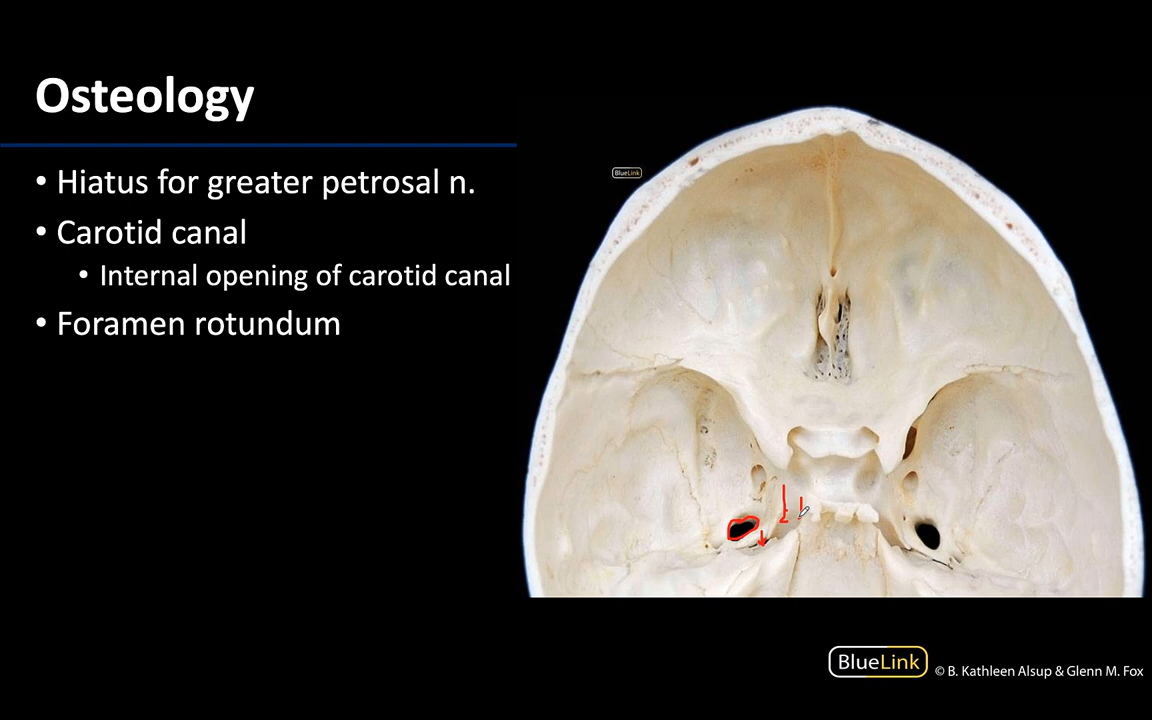 Osteology
• Hiatus for greater petrosal n.
• Carotid canal
• Internal opening of carotid canal
• Foramen rotundum
BlueLink
BlueLink
© B. Kathleen Alsup & Glenn M. Fox